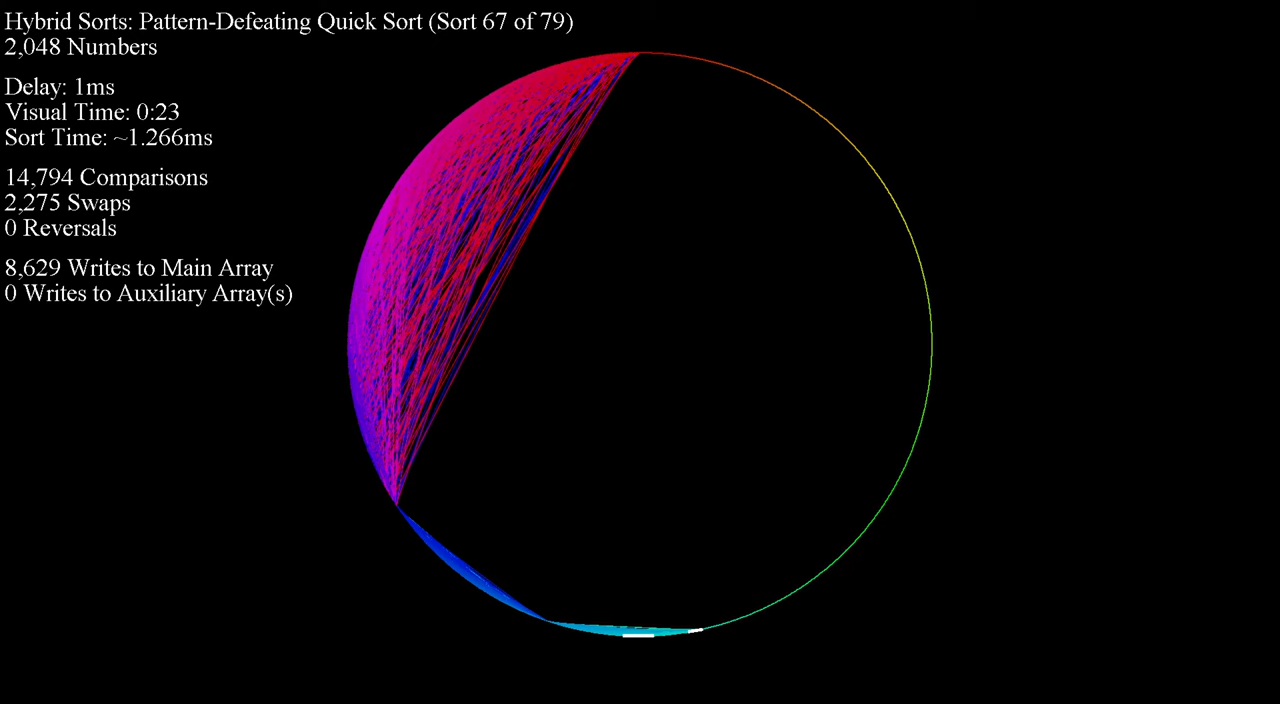 Hybrid Sorts: Pattern-Defeating Quick Sort (Sort 67 of 79)
2,048 Numbers
Delay: 1ms
Visual Time: 0:23
Sort Time: ~1.266ms
14,794 Comparisons
2,275 Swaps
0 Reversals
8,629 Writes to Main Array
0 Writes to Auxiliary Array(s)